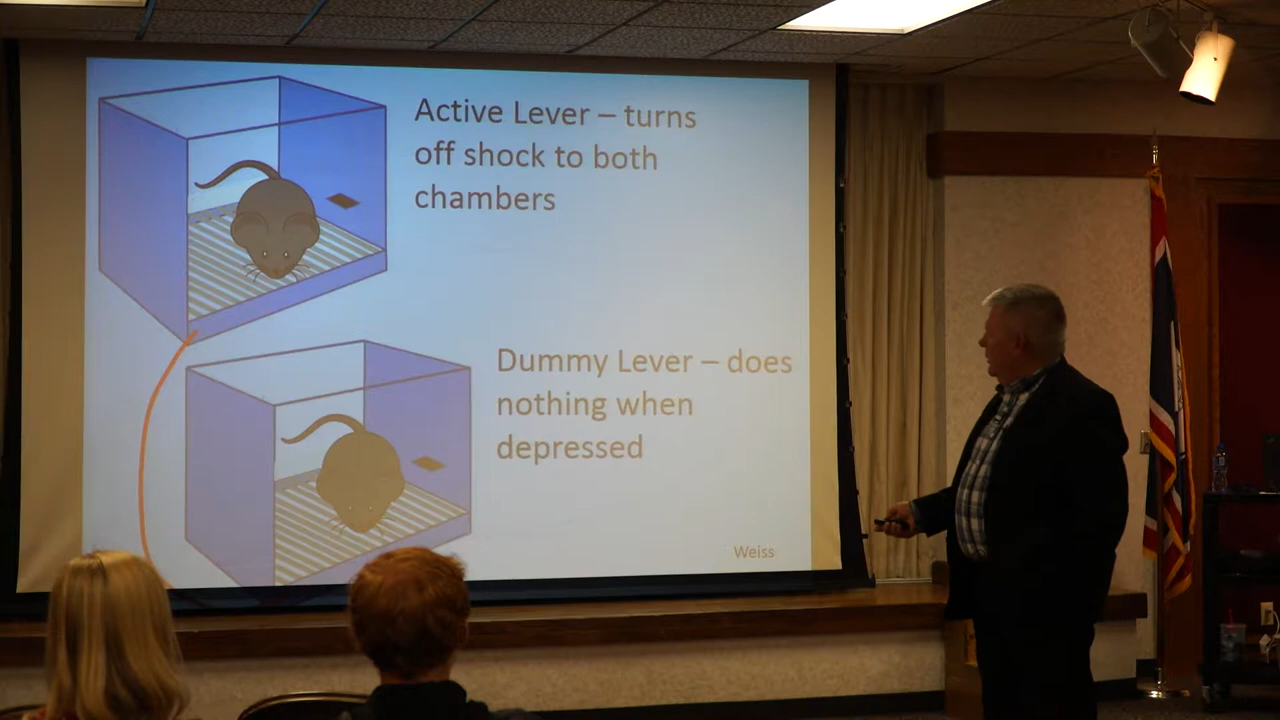 Active Lever – turns
off shock to both
chambers
Dummy Lever – does
nothing when
depressed
Weiss